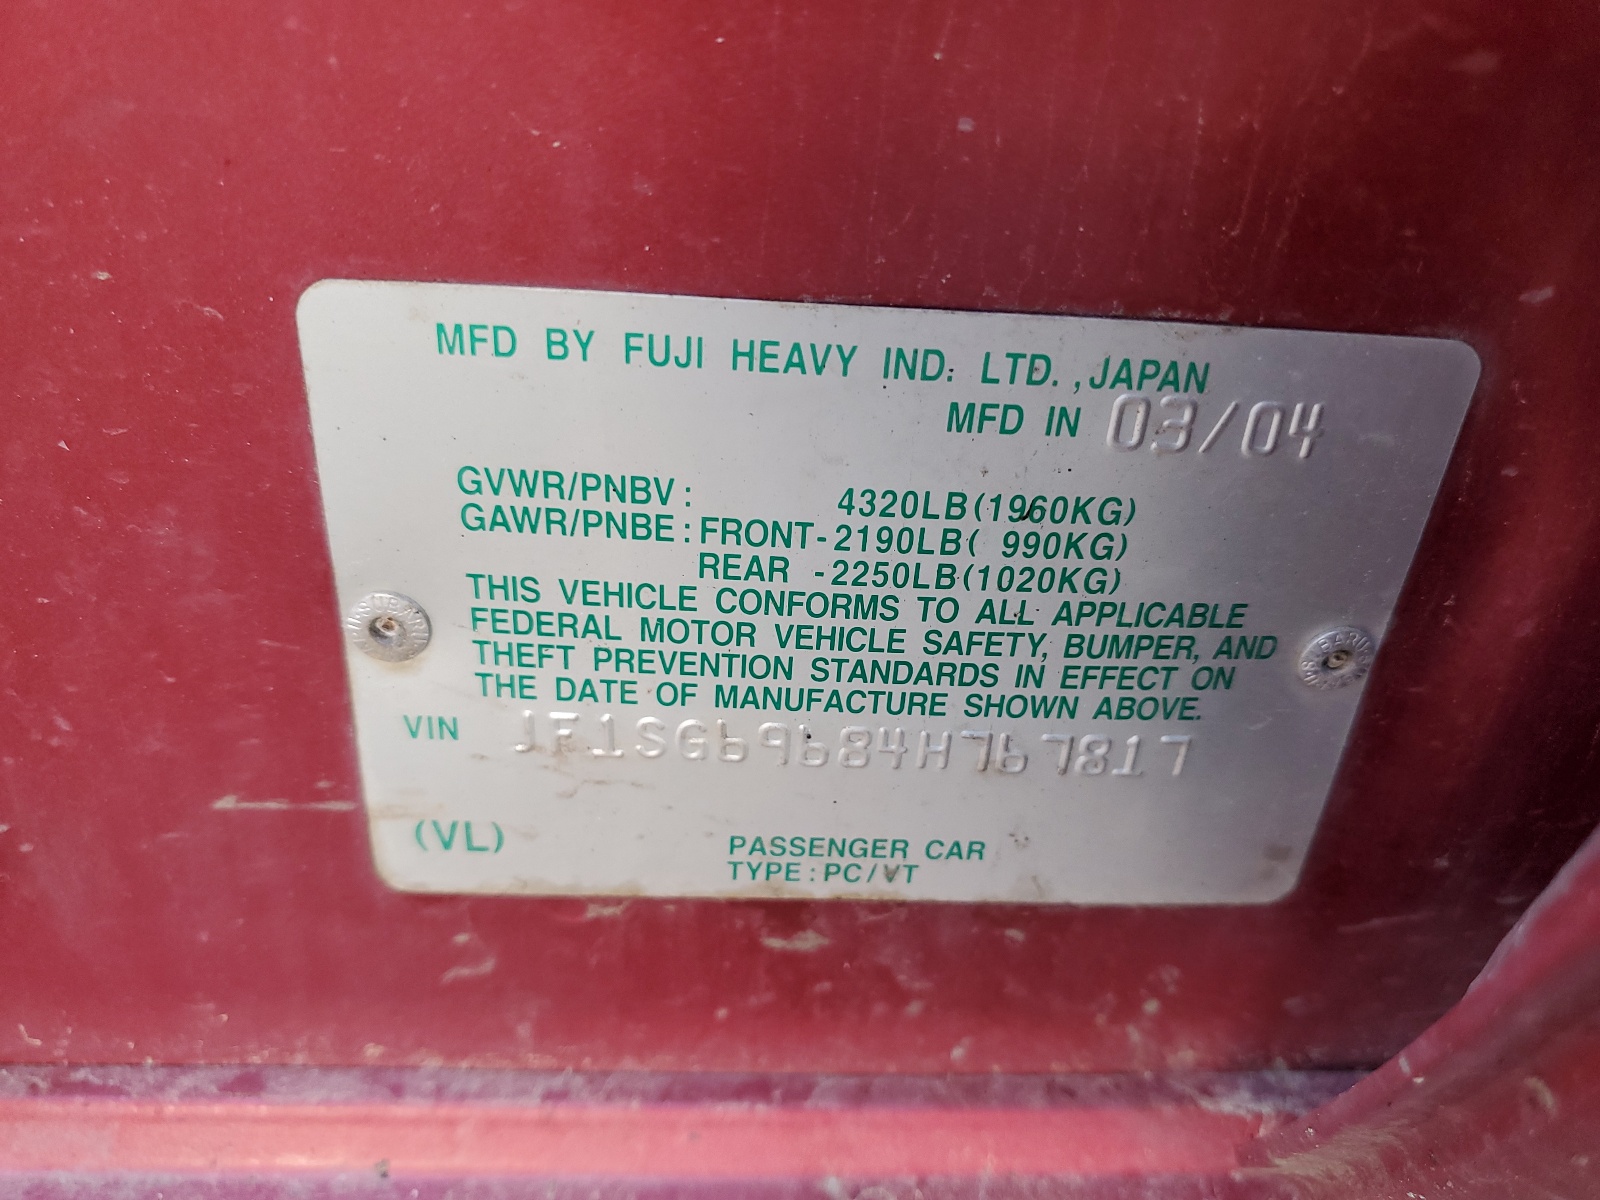 MFD BY FUJI HEAVY IND. LTD., JAPAN
MFD IN 03/04
GVWR/PNBV: 4320LB(1960KG)
GAWR/PNBE: FRONT-2190LB( 990KG)
REAR -2250LB(1020KG)
THIS VEHICLE CONFORMS TO ALL APPLICABLE
FEDERAL MOTOR VEHICLE SAFETY, BUMPER, AND
THEFT PREVENTION STANDARDS IN EFFECT ON
THE DATE OF MANUFACTURE SHOWN ABOVE.
VIN JF1SG69684H767817
(VL)
PASSENGER CAR
TYPE:PC/VT